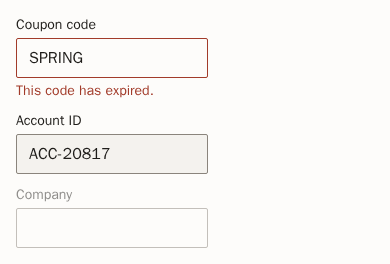 Coupon code
SPRING
This code has expired.
Account ID
ACC-20817
Company